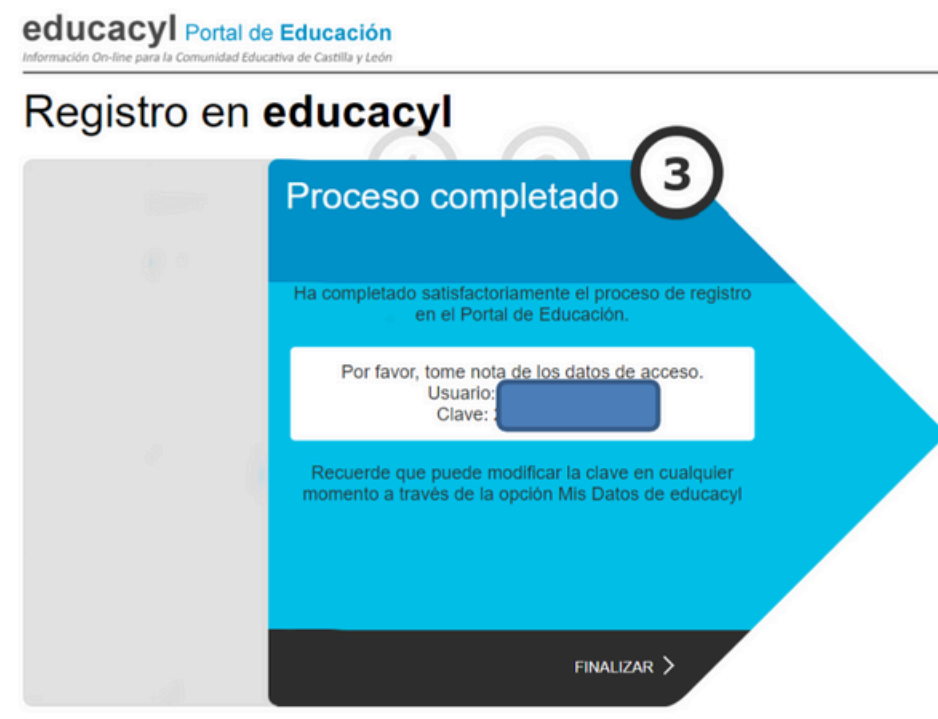 educacyl Portal de Educación
Información On-line para la Comunidad Educativa de Castilla y León
Registro en educacyl
3
Proceso completado
Ha completado satisfactoriamente el proceso de registro
en el Portal de Educación.
Por favor, tome nota de los datos de acceso.
Usuario:
Clave:
Recuerde que puede modificar la clave en cualquier
momento a través de la opción Mis Datos de educacyl
FINALIZAR